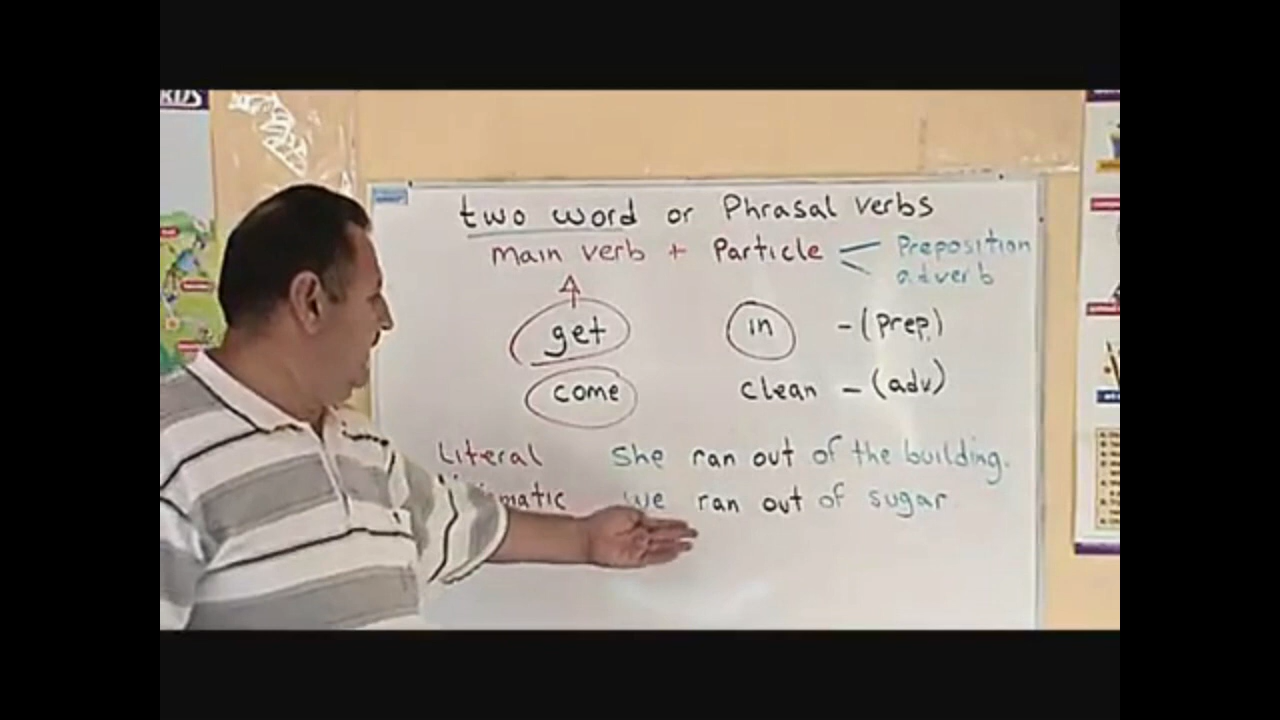 RDS
two word or Phrasal verbs
Main verb + Particle Preposition
adverb
get in - (prep.)
come clean - (adv)
Literal She ran out of the building.
ran out of sugar